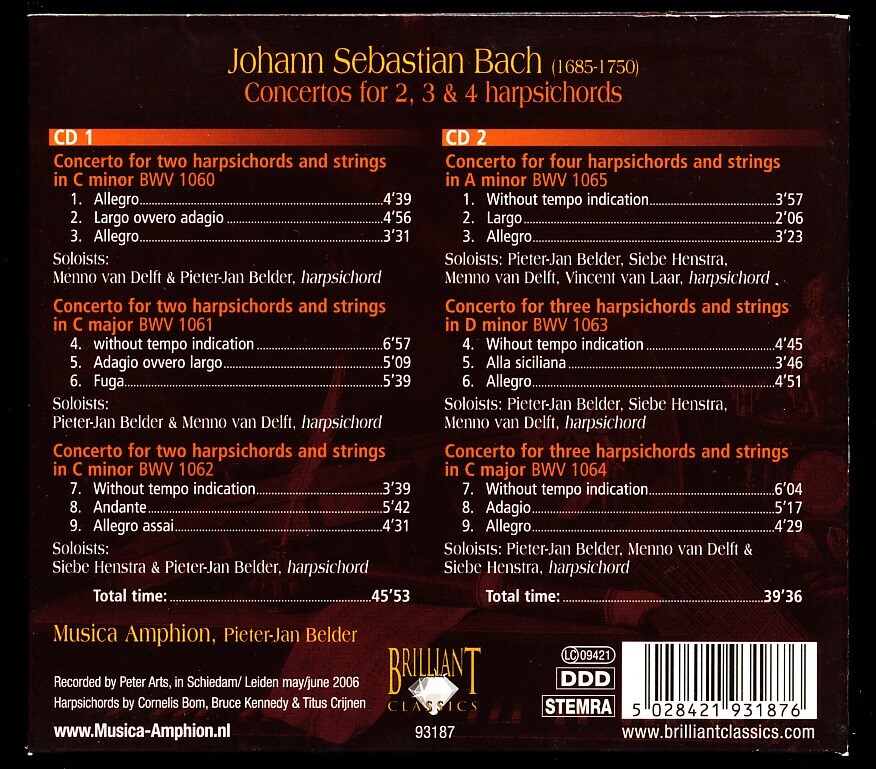 Johann Sebastian Bach (1685-1750)
Concertos for 2, 3 & 4 harpsichords
CD 1
Concerto for two harpsichords and strings
in C minor BWV 1060
1. Allegro 4'39
2. Largo ovvero adagio 4'56
3. Allegro 3'31
Soloists:
Menno van Delft & Pieter-Jan Belder, harpsichord
Concerto for two harpsichords and strings
in C major BWV 1061
4. without tempo indication 6'57
5. Adagio ovvero largo 5'09
6. Fuga 5'39
Soloists:
Pieter-Jan Belder & Menno van Delft, harpsichord
Concerto for two harpsichords and strings
in C minor BWV 1062
7. Without tempo indication 3'39
8. Andante 5'42
9. Allegro assai 4'31
Soloists:
Siebe Henstra & Pieter-Jan Belder, harpsichord
Total time: 45'53
CD 2
Concerto for four harpsichords and strings
in A minor BWV 1065
1. Without tempo indication 3'57
2. Largo 2'06
3. Allegro 3'23
Soloists: Pieter-Jan Belder, Siebe Henstra,
Menno van Delft, Vincent van Laar, harpsichord
Concerto for three harpsichords and strings
in D minor BWV 1063
4. Wihout tempo indication 4'45
5. Alla siciliana 3'46
6. Allegro 4'51
Soloists: Pieter-Jan Belder, Siebe Henstra,
Menno van Delft, harpsichord
Concerto for three harpsichords and strings
in C major BWV 1064
7. Without tempo indication 6'04
8. Adagio 5'17
9. Allegro 4'29
Soloists: Pieter-Jan Belder, Menno van Delft &
Siebe Henstra, harpsichord
Total time: 39'36
Musica Amphion, Pieter-Jan Belder
Recorded by Peter Arts, in Schiedam/ Leiden may/june 2006
Harpsichords by Cornelis Bom, Bruce Kennedy & Titus Crijnen
www.Musica-Amphion.nl
BRILLIANT
CLASSICS
93187
LC 09421
DDD
STEMRA
5 028421 931876
www.brilliantclassics.com